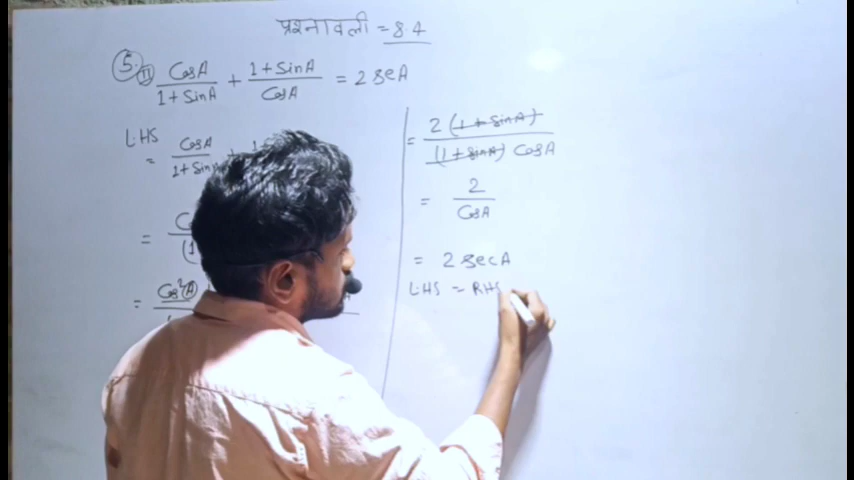 प्रश्नावली = 8.4
5. (ii) CosA/1+SinA + 1+SinA/CosA = 2 secA
LHS
= CosA/1+Sin
=
= Cos²A
= 2(1+sinA)/(1+sinA) CosA
= 2/CosA
= 2 secA
LHS = RHS